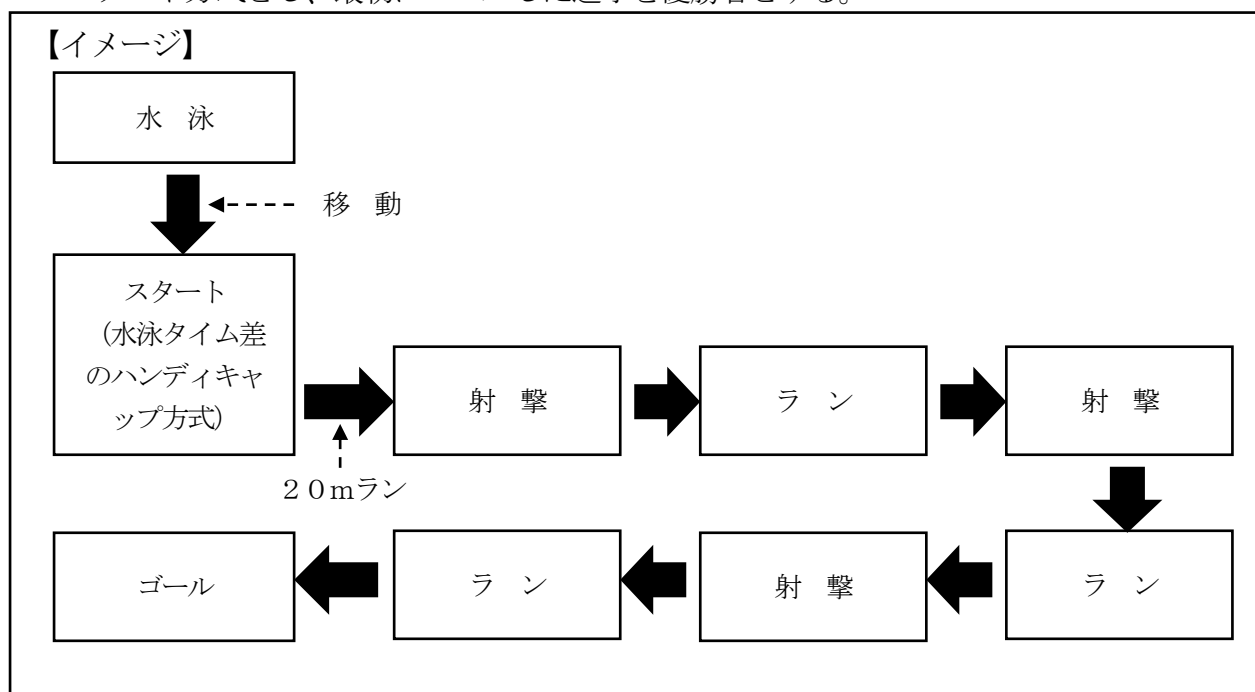 【イメージ】
水　泳
移　動
スタート
（水泳タイム差
のハンディキャ
ップ方式）
射　撃
ラ　ン
射　撃
２０ｍラン
ゴール
ラ　ン
射　撃
ラ　ン